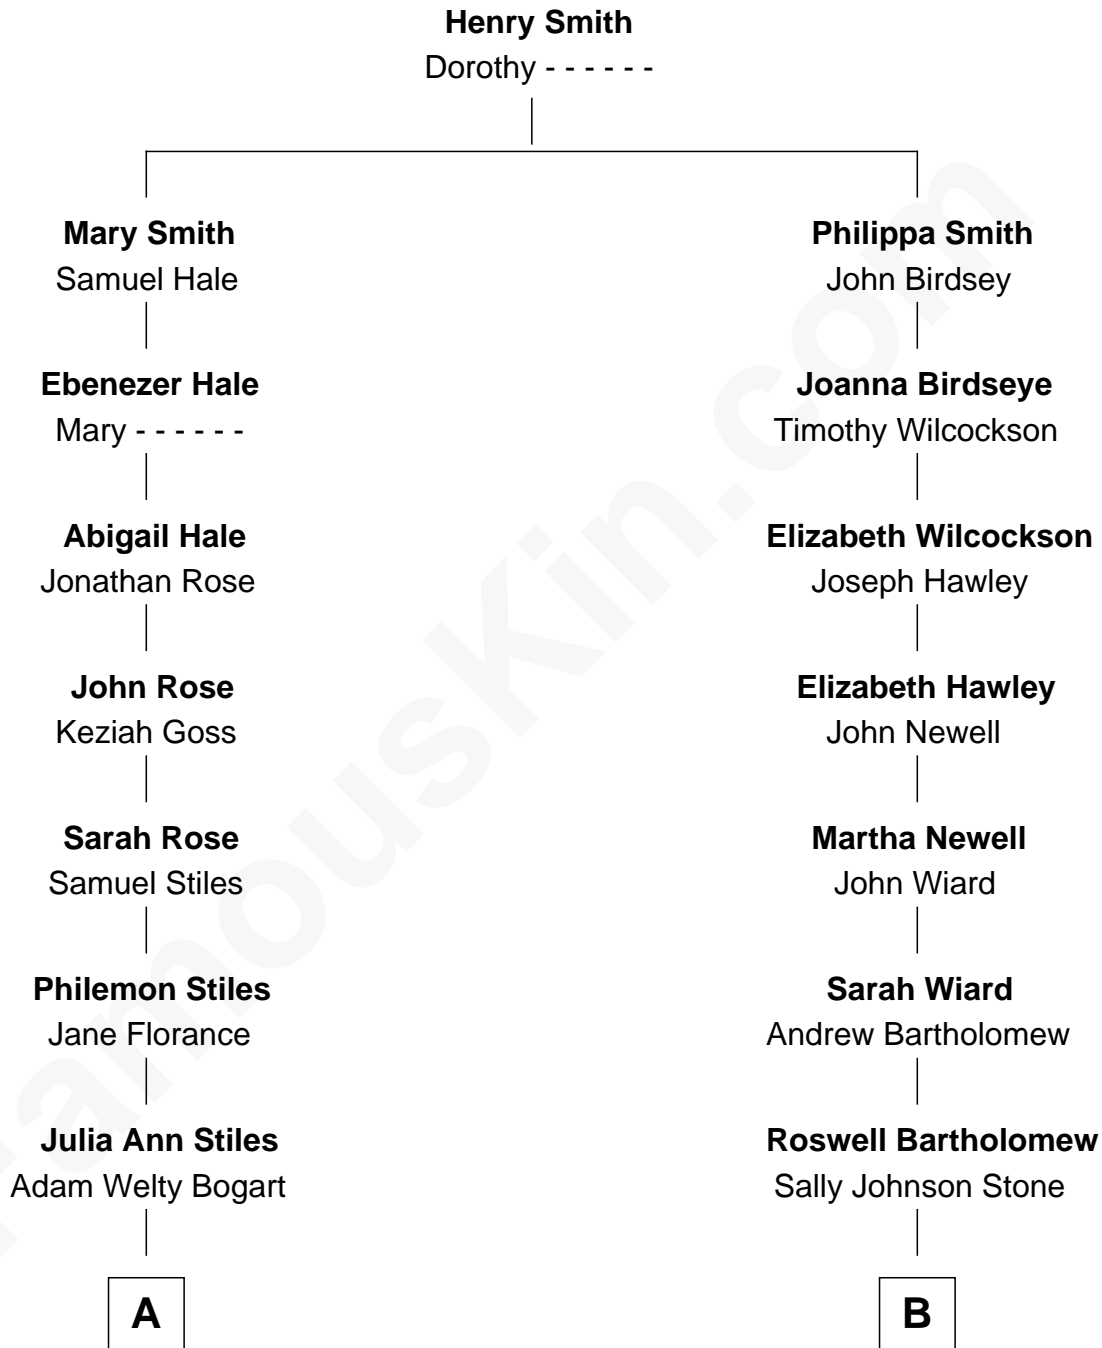 Henry Smith
Dorothy - - - - - -
Mary Smith
Samuel Hale
Philippa Smith
John Birdsey
Ebenezer Hale
Mary - - - - - -
Joanna Birdseye
Timothy Wilcockson
Abigail Hale
Jonathan Rose
Elizabeth Wilcockson
Joseph Hawley
John Rose
Keziah Goss
Elizabeth Hawley
John Newell
Sarah Rose
Samuel Stiles
Martha Newell
John Wiard
Philemon Stiles
Jane Florance
Sarah Wiard
Andrew Bartholomew
Julia Ann Stiles
Adam Welty Bogart
Roswell Bartholomew
Sally Johnson Stone
A
B
FamousKin.com